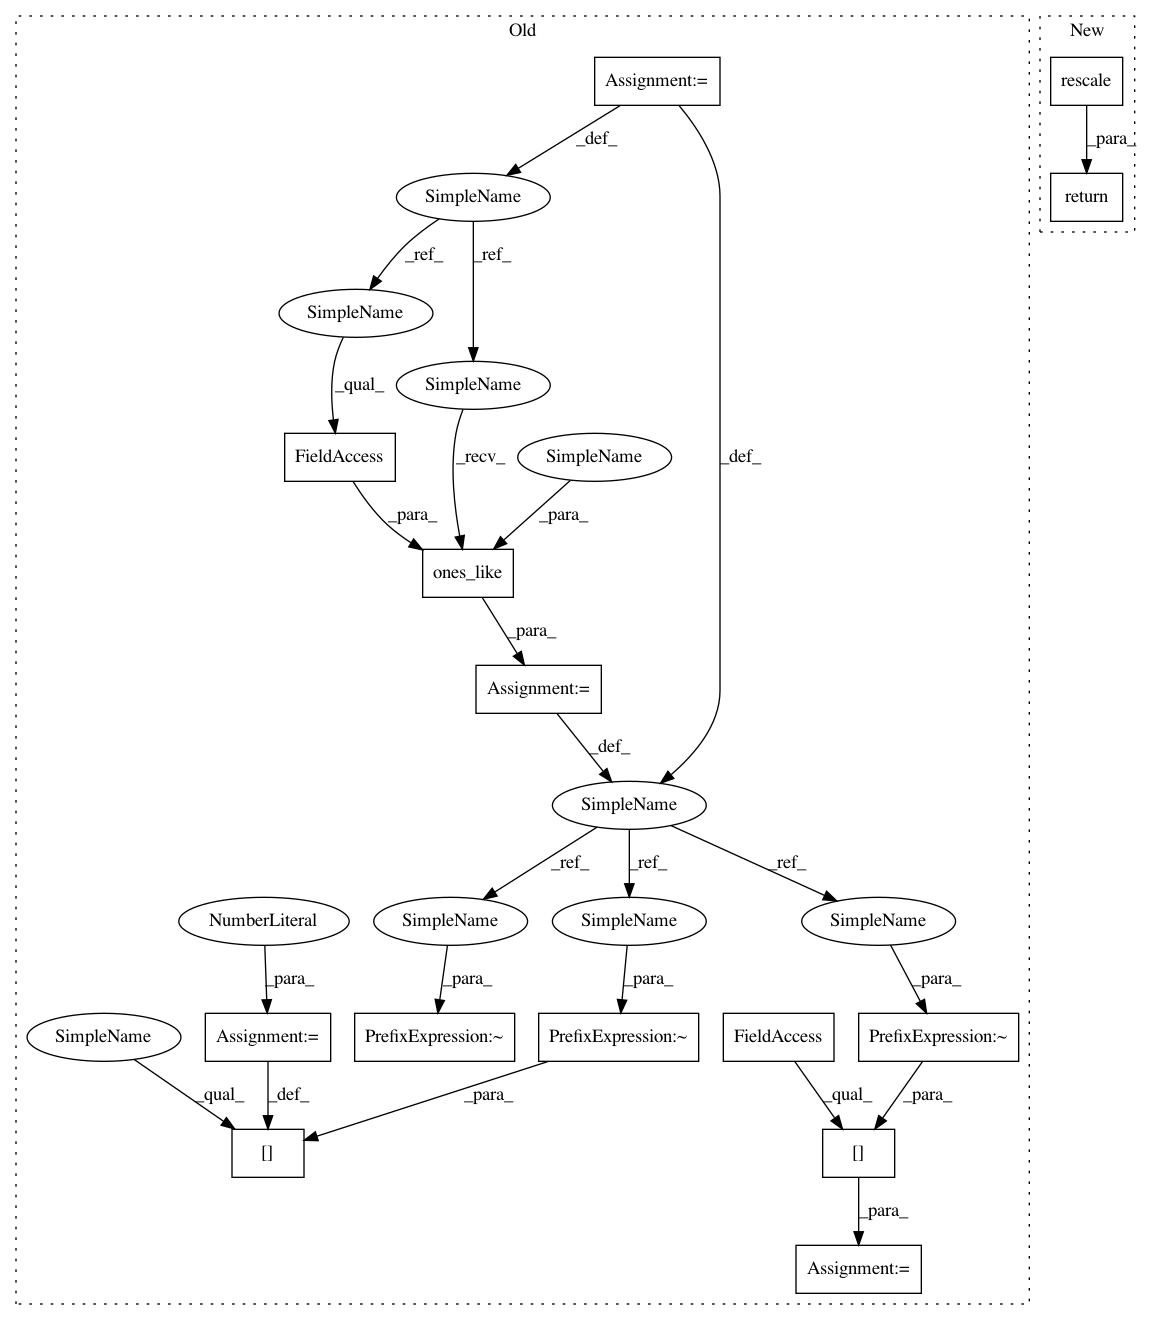 Old
New
Assignment:=
rescale
_def_
_para_
SimpleName
return
_ref_
_ref_
SimpleName
_qual_
SimpleName
FieldAccess
_recv_
SimpleName
_def_
_para_
_para_
ones_like
_para_
Assignment:=
_def_
SimpleName
_ref_
_ref_
_ref_
NumberLiteral
SimpleName
SimpleName
SimpleName
_para_
_para_
_para_
_para_
SimpleName
Assignment:=
PrefixExpression:~
PrefixExpression:~
FieldAccess
PrefixExpression:~
_qual_
_def_
_para_
_qual_
_para_
[]
[]
_para_
Assignment:=